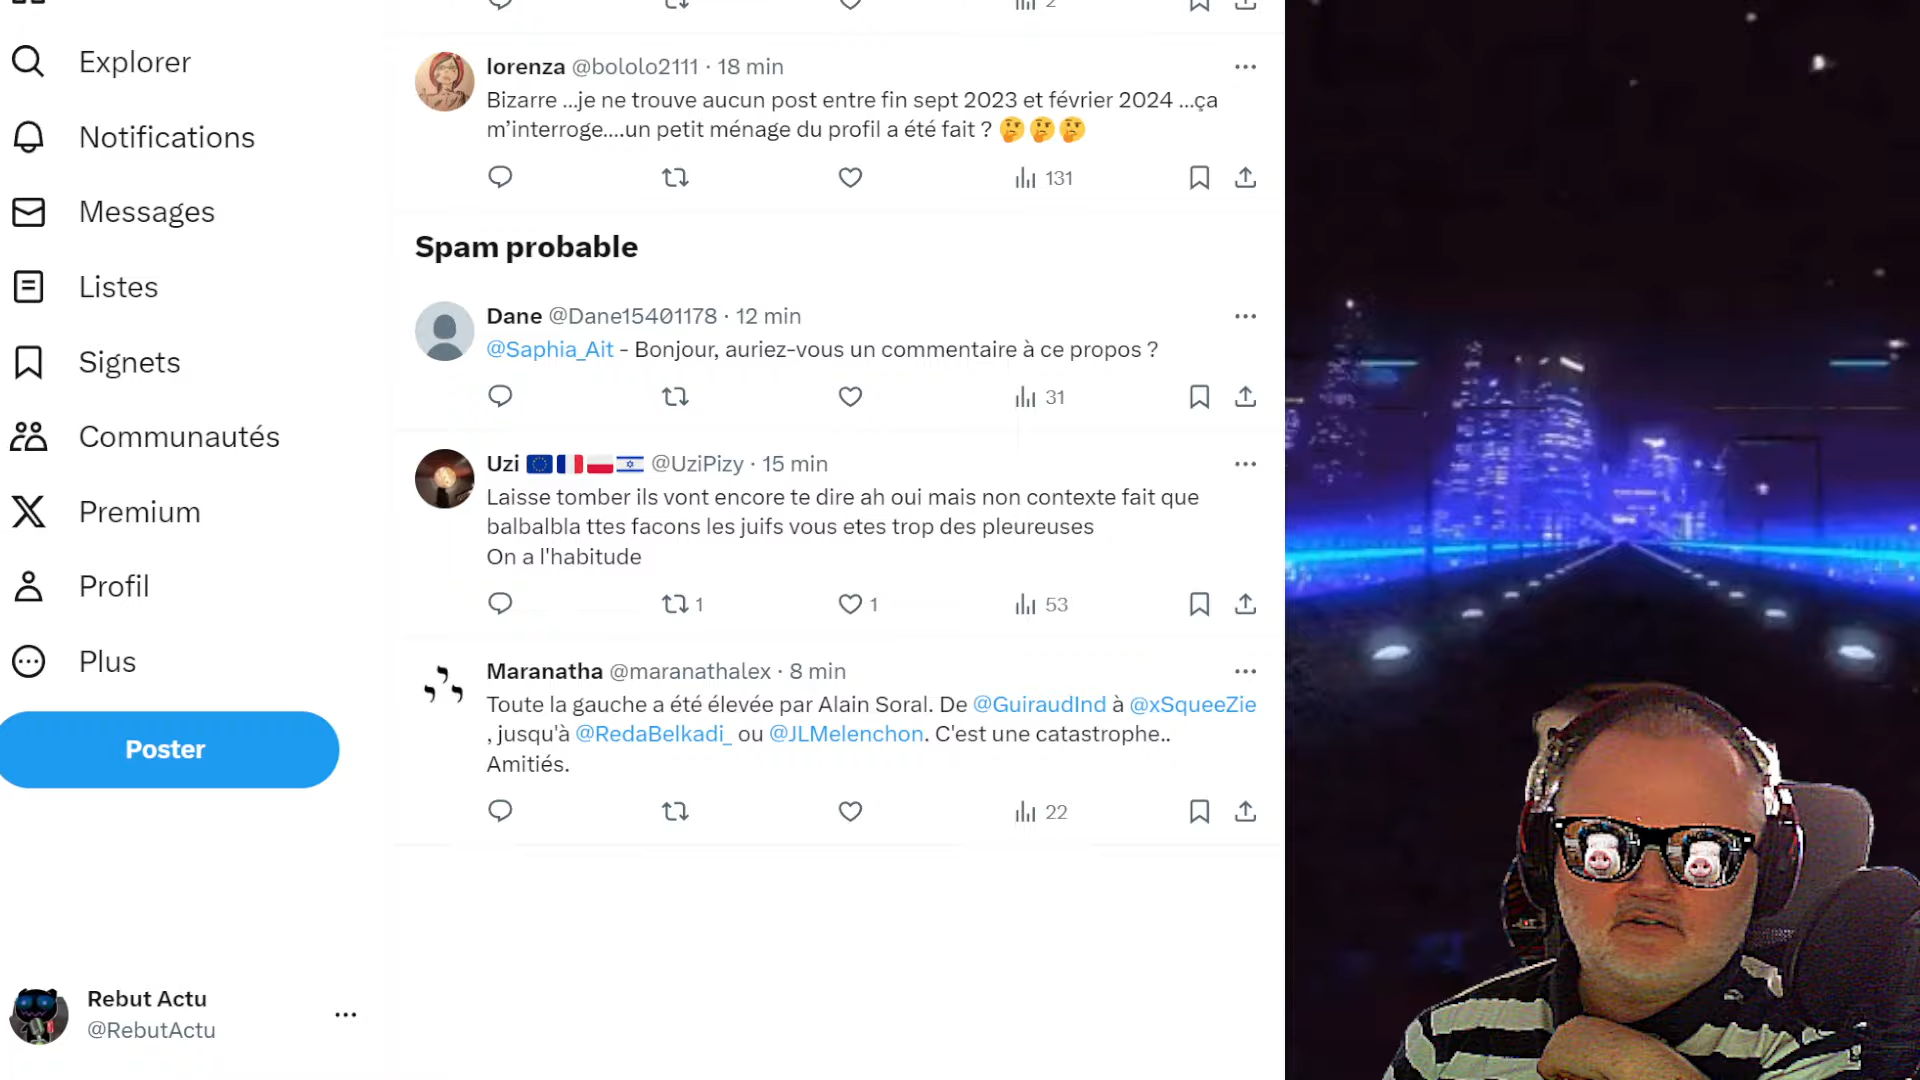 2
Explorer
Notifications
Messages
Listes
Signets
Communautés
Premium
Profil
Plus
Poster
Rebut Actu
@RebutActu
lorenza @bololo2111 · 18 min
Bizarre ...je ne trouve aucun post entre fin sept 2023 et février 2024 ...ça
m’interroge....un petit ménage du profil a été fait ? 🤔🤔🤔
131
Spam probable
Dane @Dane15401178 · 12 min
@Saphia_Ait - Bonjour, auriez-vous un commentaire à ce propos ?
31
Uzi 🇪🇺🇫🇷🇵🇱🇮🇱 @UziPizy · 15 min
Laisse tomber ils vont encore te dire ah oui mais non contexte fait que
balbalbla ttes facons les juifs vous etes trop des pleureuses
On a l'habitude
1 1 53
Maranatha @maranathalex · 8 min
Toute la gauche a été élevée par Alain Soral. De @GuiraudInd à @xSqueeZie
, jusqu'à @RedaBelkadi_ ou @JLMelenchon. C'est une catastrophe..
Amitiés.
22